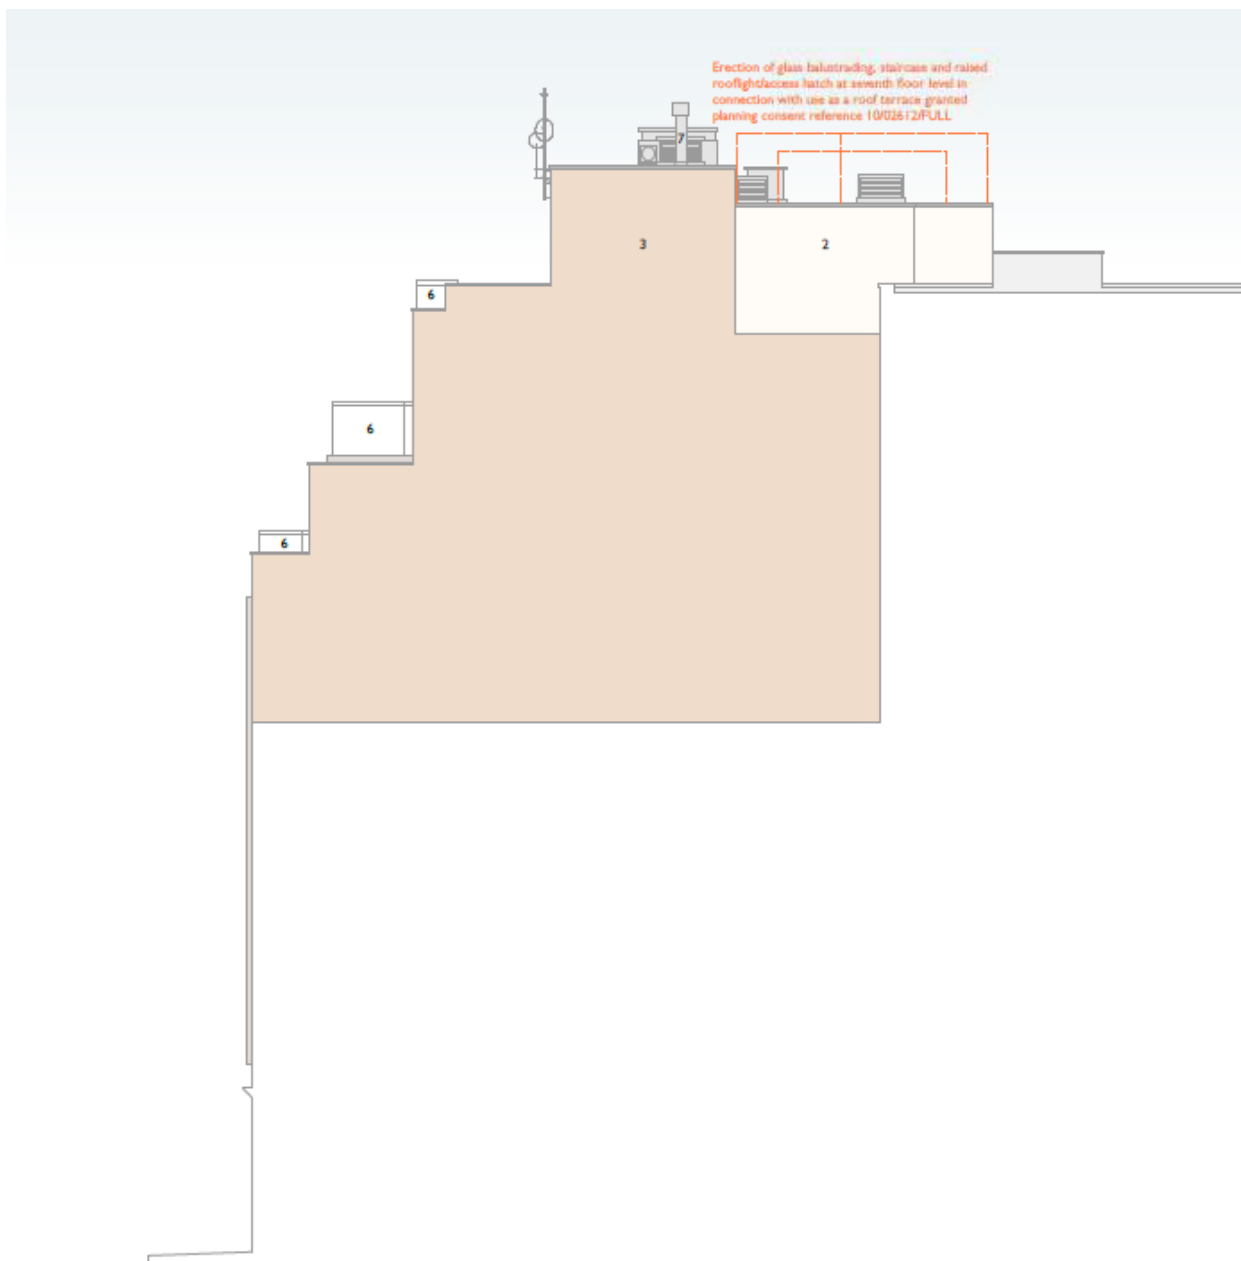 Erection of glass balustrading, staircase and raised
rooflight/access hatch at seventh floor level in
connection with use as a roof terrace granted
planning consent reference 10/02612/FULL
7
3
2
6
6
6